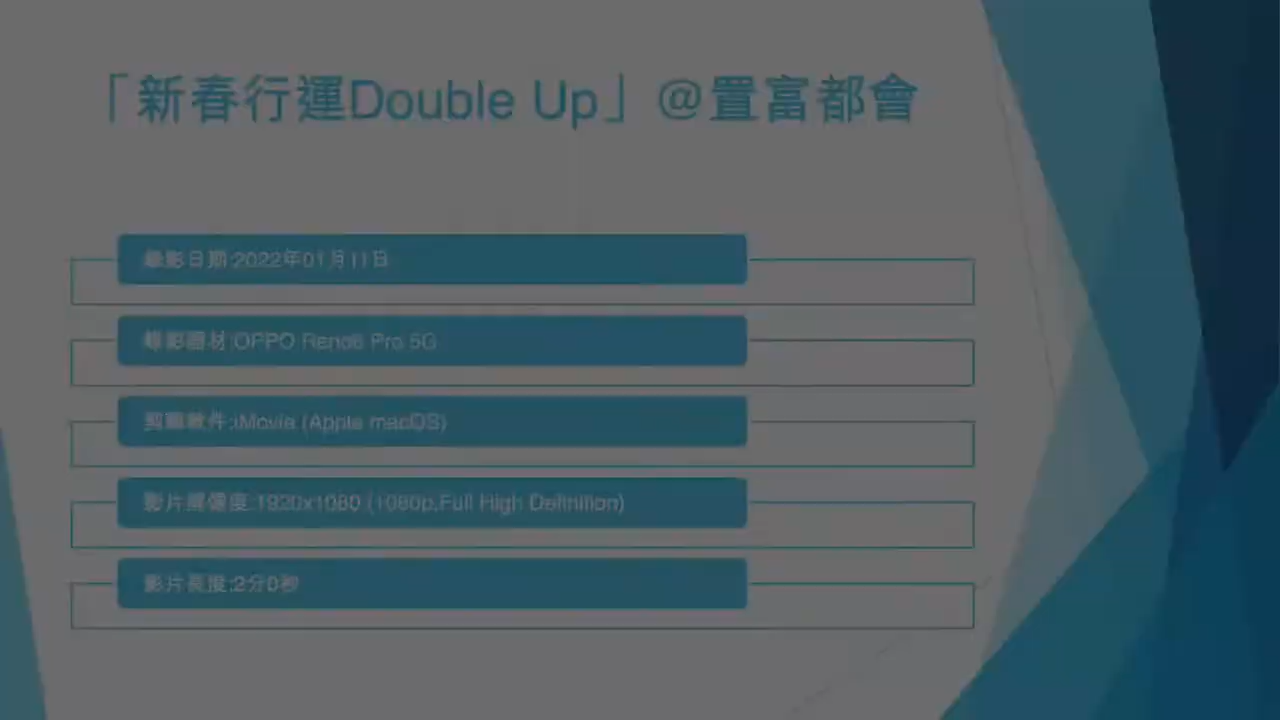 「新春行運Double Up」@置富都會
錄影日期:2022年01月11日
錄影器材:OPPO Reno6 Pro 5G
剪輯軟件:iMovie (Apple macOS)
影片解像度:1920x1080 (1080p,Full High Definition)
影片長度:2分0秒